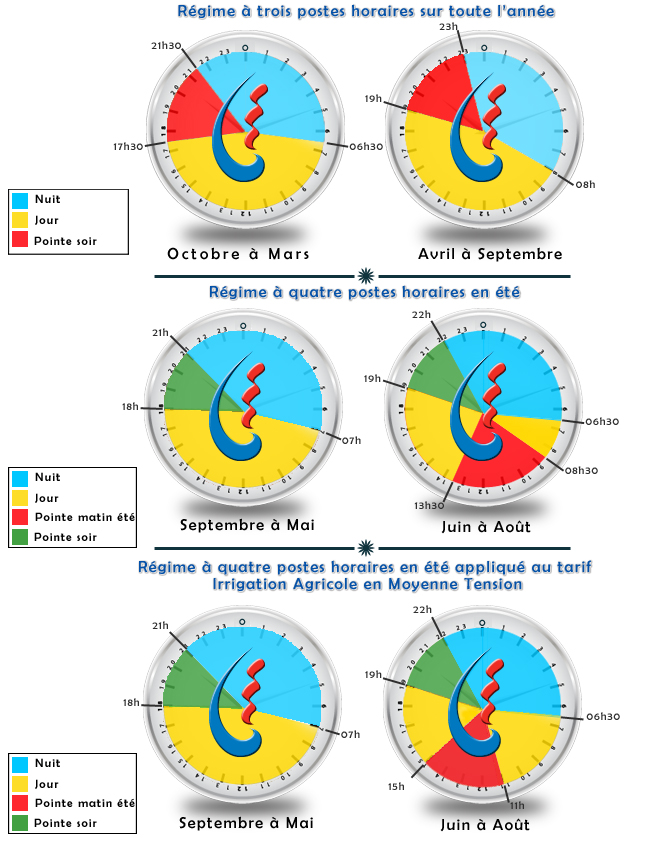 Régime à trois postes horaires sur toute l'année
21h30
17h30
06h30
23h
19h
08h
Nuit
Jour
Pointe soir
Octobre à Mars
Avril à Septembre
Régime à quatre postes horaires en été
21h
18h
07h
22h
19h
06h30
08h30
13h30
Nuit
Jour
Pointe matin été
Pointe soir
Septembre à Mai
Juin à Août
Régime à quatre postes horaires en été appliqué au tarif
Irrigation Agricole en Moyenne Tension
21h
18h
07h
22h
19h
06h30
15h
11h
Nuit
Jour
Pointe matin été
Pointe soir
Septembre à Mai
Juin à Août